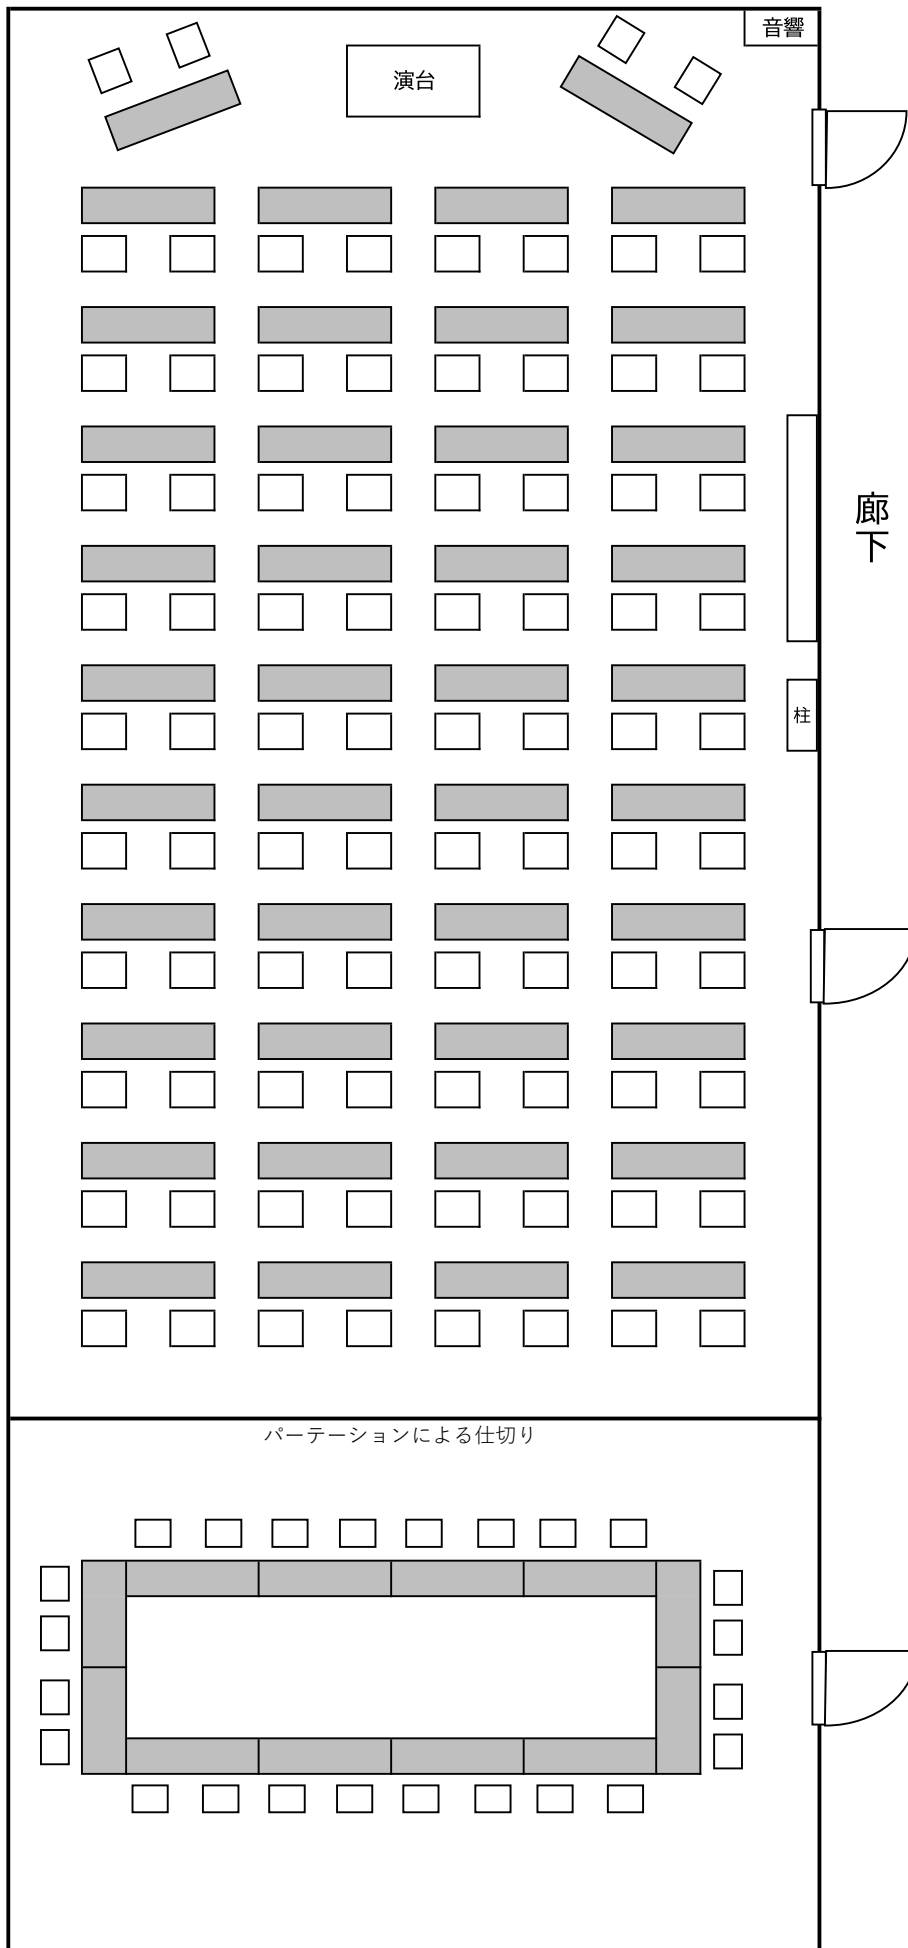 音響
演台
廊下
柱
パーテーションによる仕切り